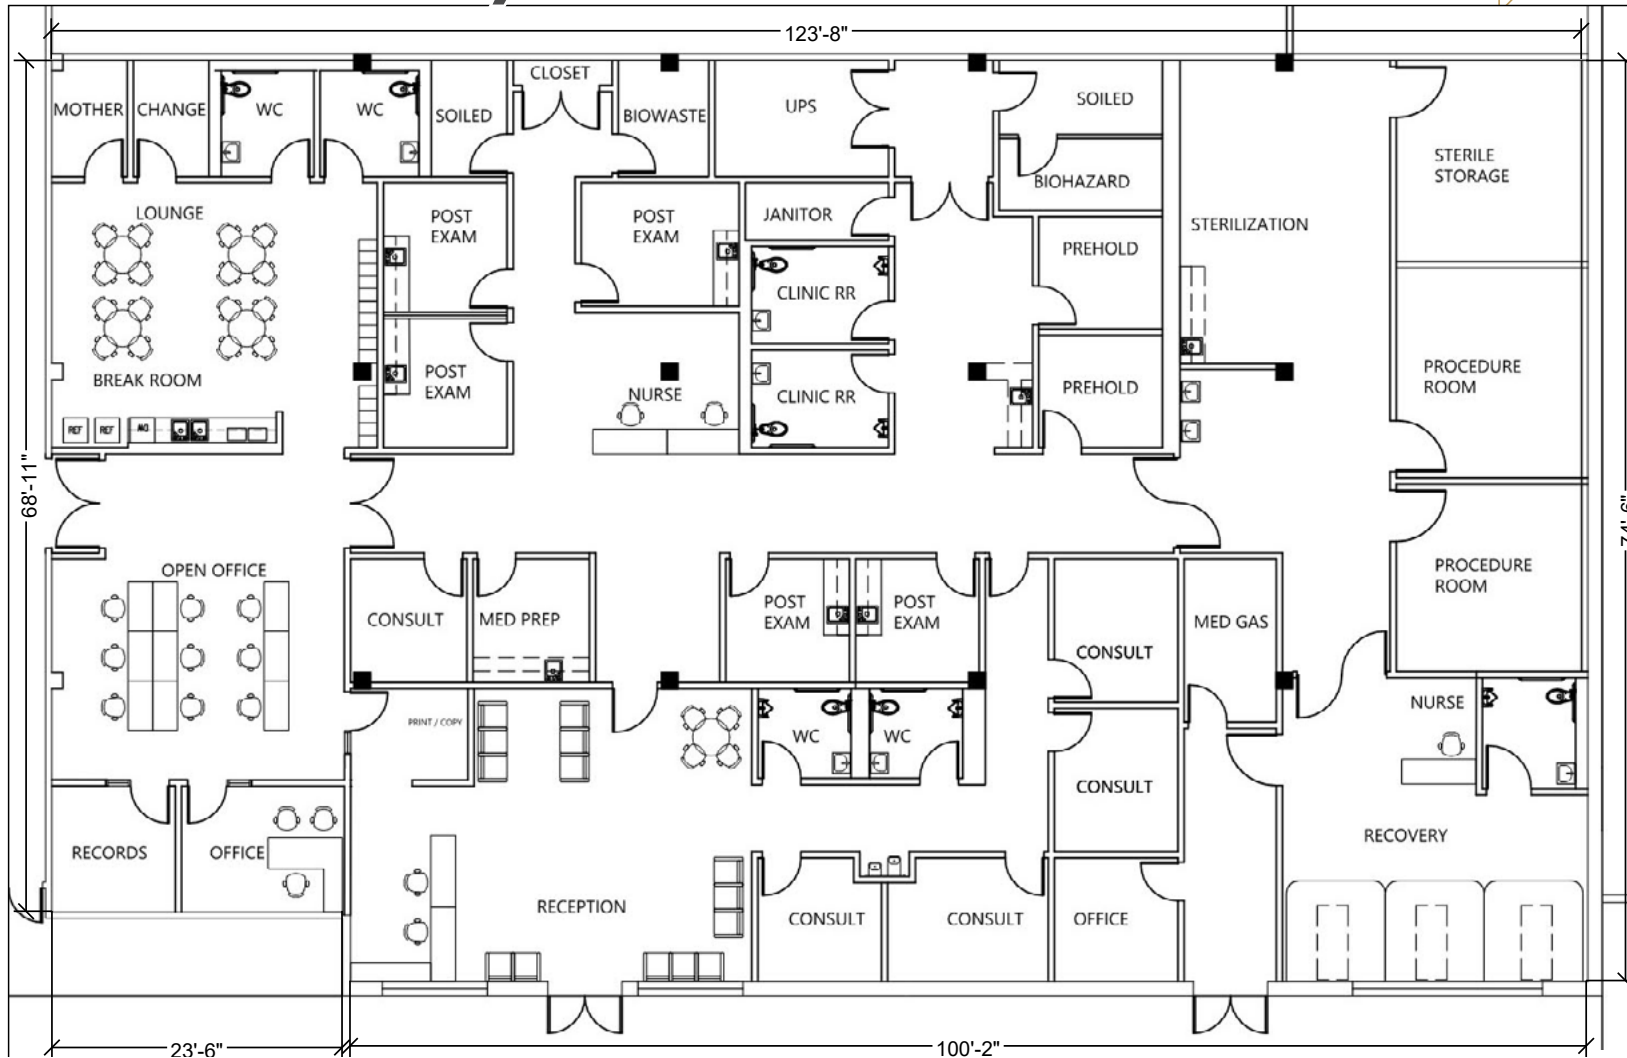 123'-8"
CLOSET
MOTHER
CHANGE
WC
WC
SOILED
BIOWASTE
UPS
SOILED
STERILE
STORAGE
BIOHAZARD
LOUNGE
POST
EXAM
POST
EXAM
JANITOR
STERILIZATION
PREHOLD
CLINIC RR
BREAK ROOM
POST
EXAM
NURSE
CLINIC RR
PREHOLD
PROCEDURE
ROOM
REF
REF
DW
68'-11"
74'-6"
OPEN OFFICE
CONSULT
MED PREP
POST
EXAM
POST
EXAM
CONSULT
MED GAS
PROCEDURE
ROOM
PRINT / COPY
WC
WC
NURSE
CONSULT
RECORDS
OFFICE
RECOVERY
RECEPTION
CONSULT
CONSULT
OFFICE
23'-6"
100'-2"